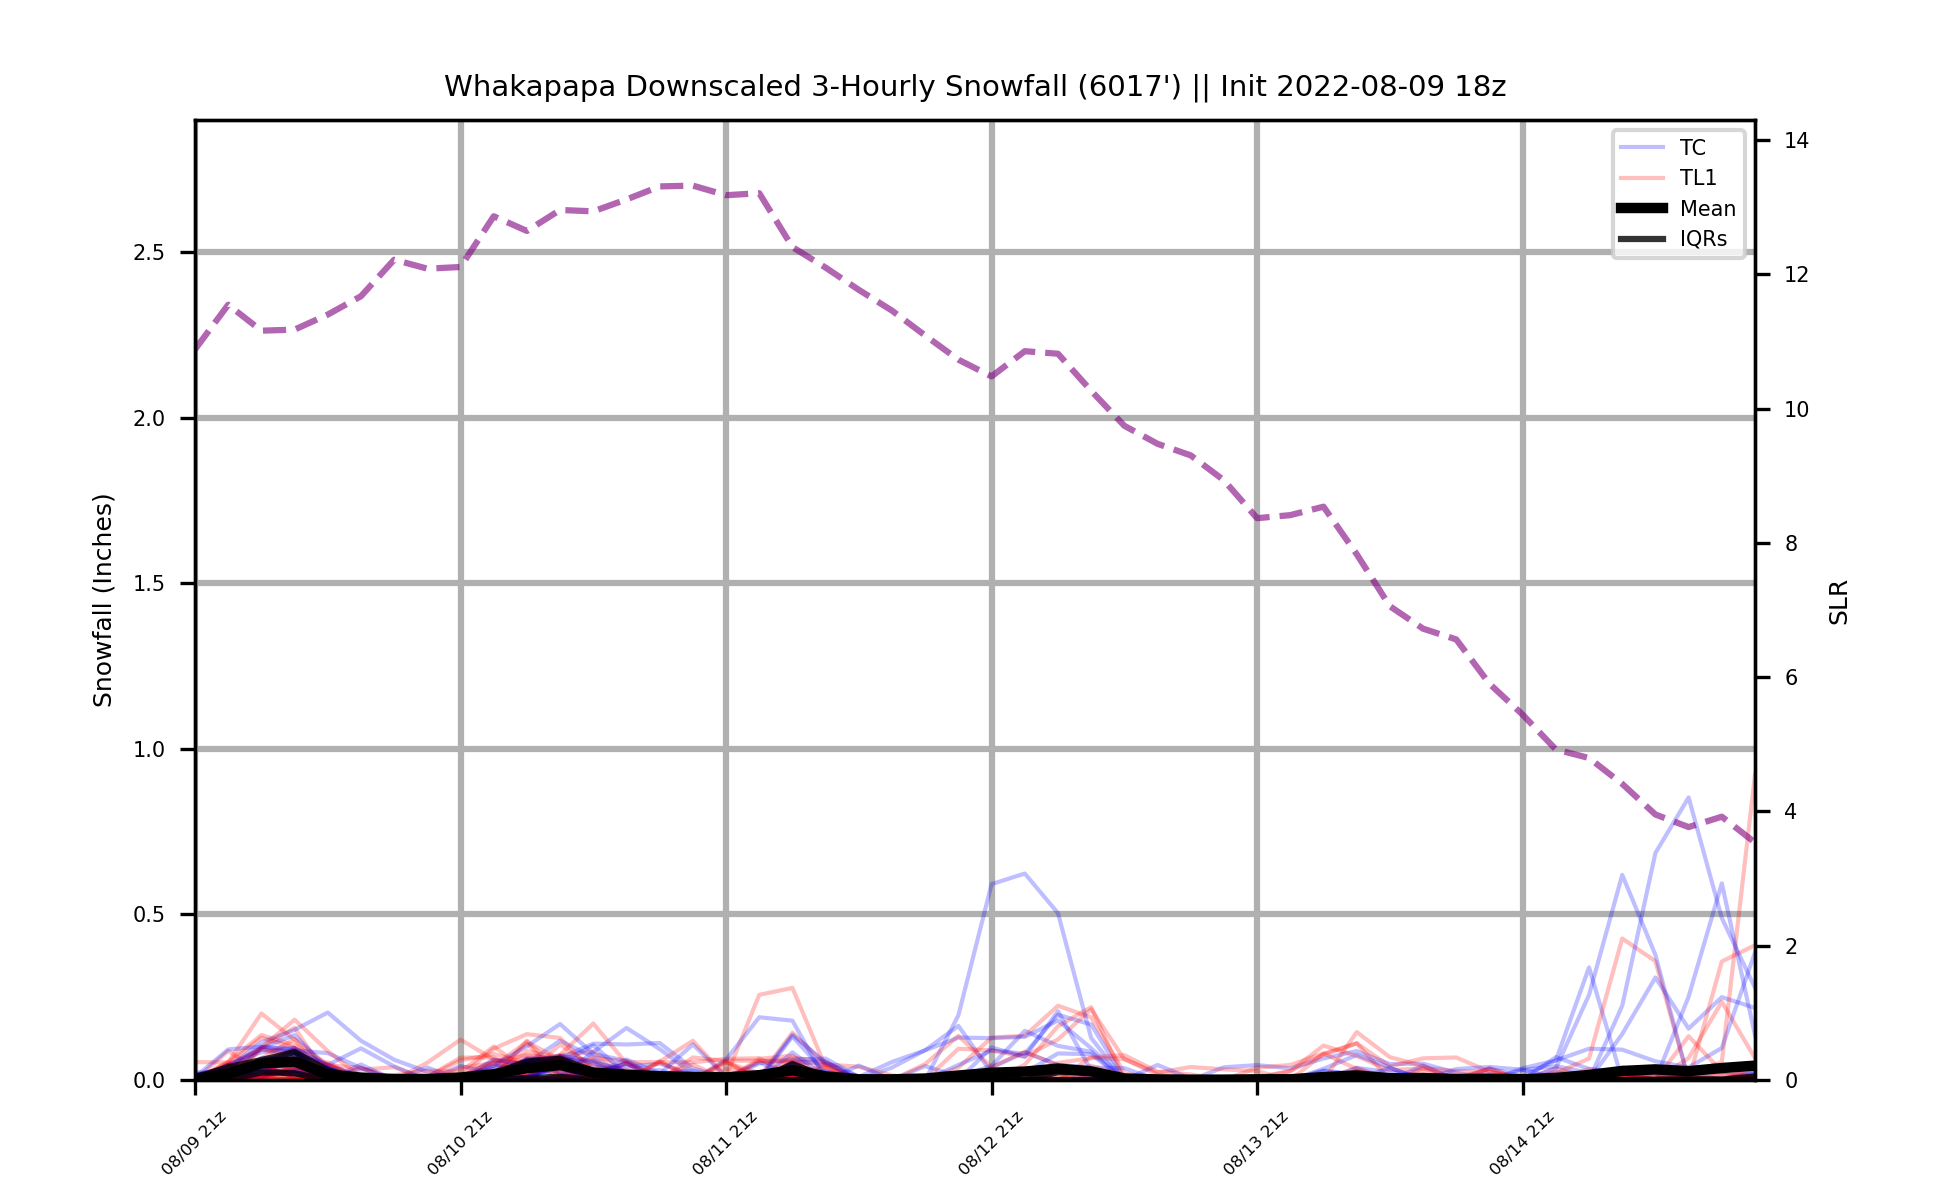 Whakapapa Downscaled 3-Hourly Snowfall (6017') || Init 2022-08-09 18z
TC
TL1
Mean
IQRs
Snowfall (Inches)
2.5
2.0
1.5
1.0
0.5
0.0
14
12
10
8
6
4
2
0
SLR
08/09 21z
08/10 21z
08/11 21z
08/12 21z
08/13 21z
08/14 21z